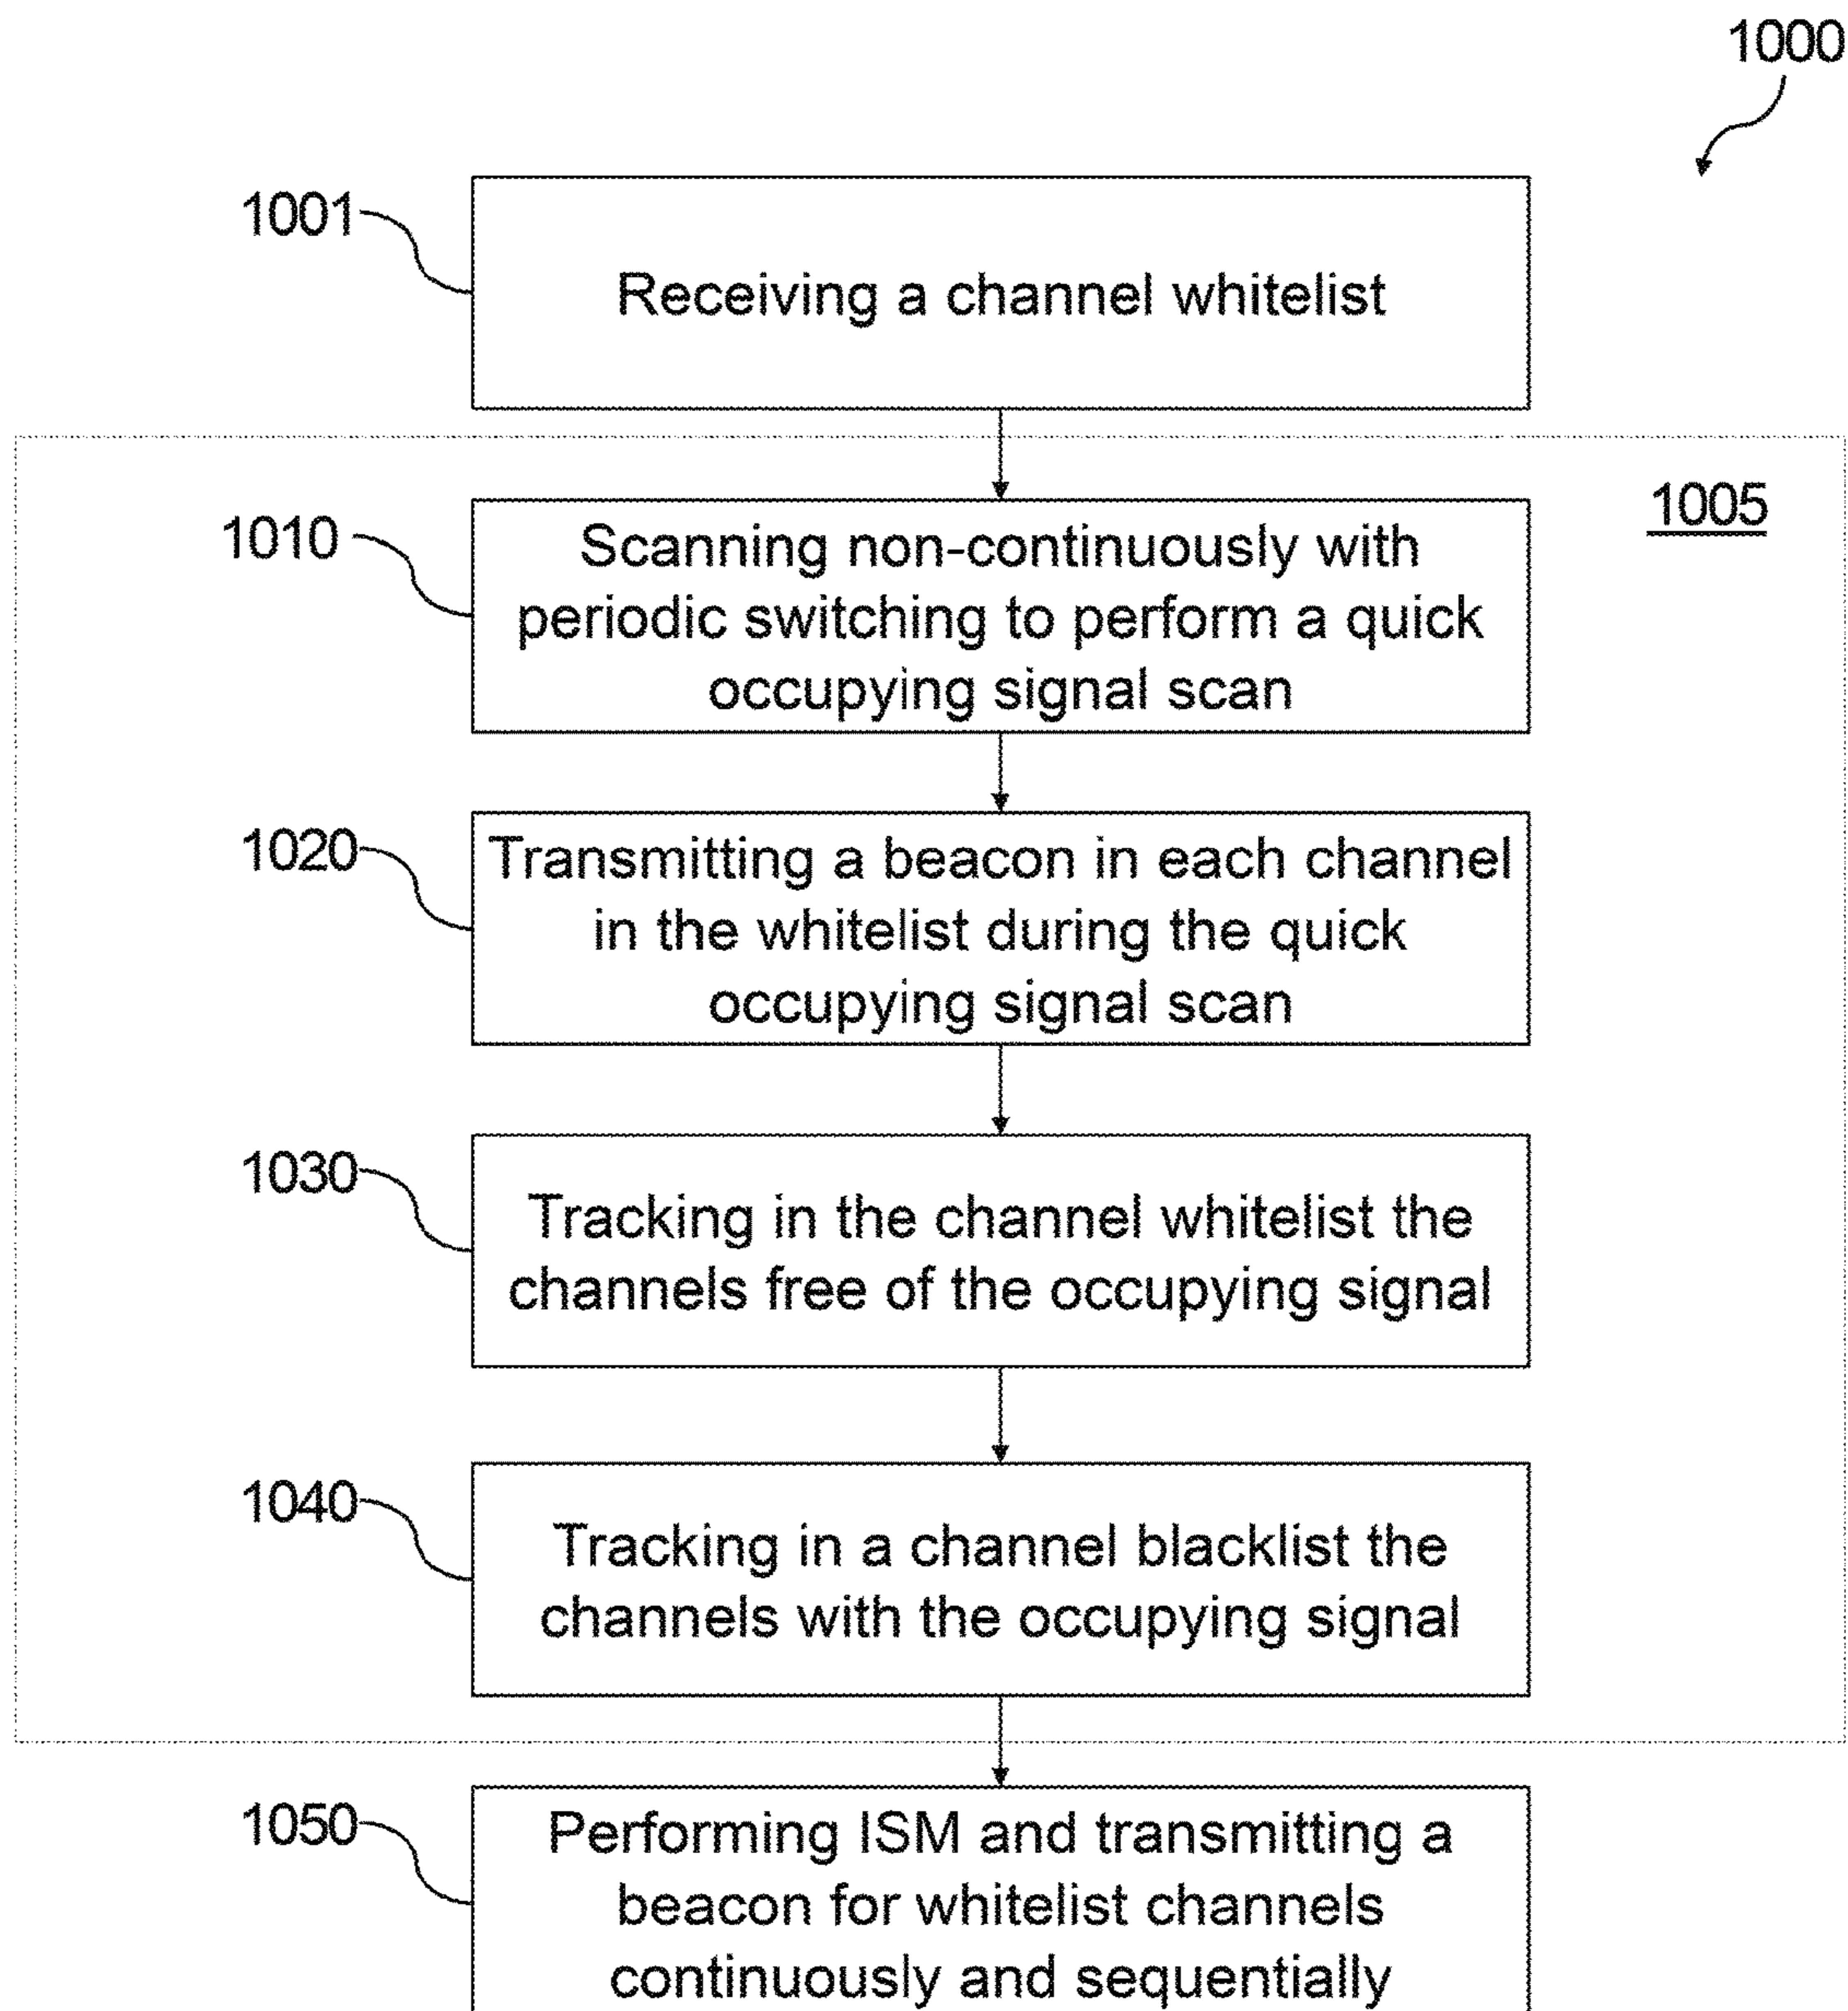 1000
1001
Receiving a channel whitelist
1005
1010
Scanning non-continuously with
periodic switching to perform a quick
occupying signal scan
1020
Transmitting a beacon in each channel
in the whitelist during the quick
occupying signal scan
1030
Tracking in the channel whitelist the
channels free of the occupying signal
1040
Tracking in a channel blacklist the
channels with the occupying signal
1050
Performing ISM and transmitting a
beacon for whitelist channels
continuously and sequentially